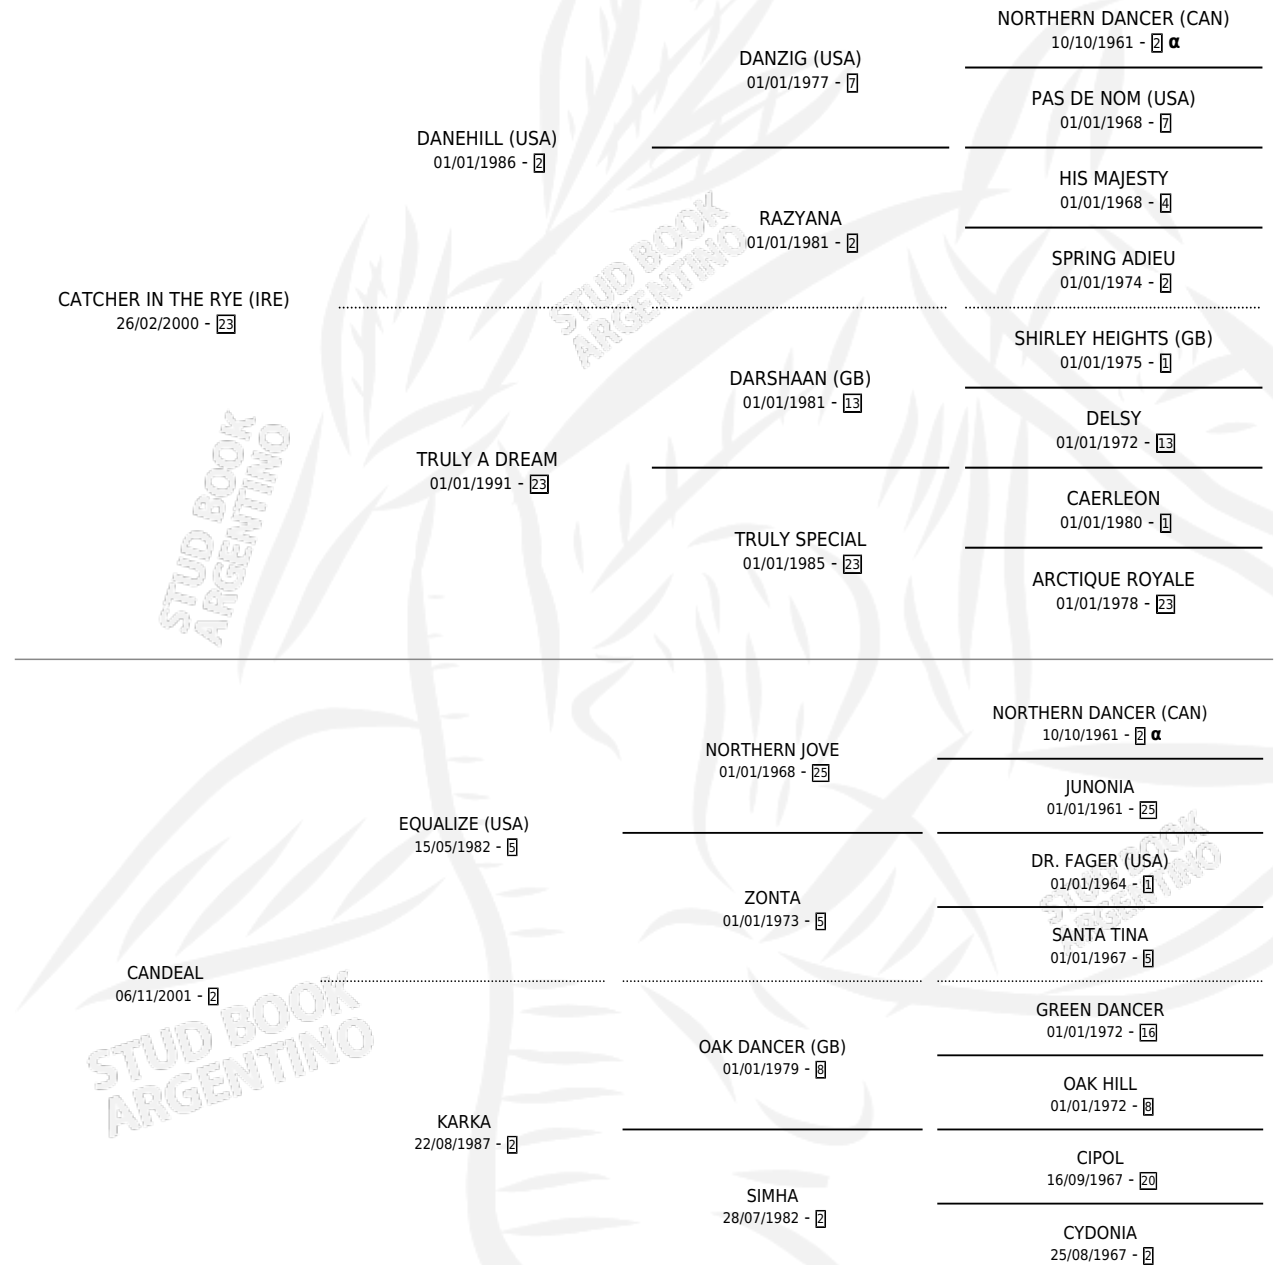 NORTHERN DANCER (CAN)
10/10/1961 - 2 α
DANZIG (USA)
01/01/1977 - 7
PAS DE NOM (USA)
01/01/1968 - 7
DANEHILL (USA)
01/01/1986 - 2
HIS MAJESTY
01/01/1968 - 4
RAZYANA
01/01/1981 - 2
SPRING ADIEU
01/01/1974 - 2
STUD BOOK
ARGENTINO
CATCHER IN THE RYE (IRE)
26/02/2000 - 23
SHIRLEY HEIGHTS (GB)
01/01/1975 - 1
DARSHAAN (GB)
01/01/1981 - 13
DELSY
01/01/1972 - 13
TRULY A DREAM
01/01/1991 - 23
CAERLEON
01/01/1980 - 1
TRULY SPECIAL
01/01/1985 - 23
ARCTIQUE ROYALE
01/01/1978 - 23
STUD BOOK
ARGENTINO
NORTHERN DANCER (CAN)
10/10/1961 - 2 α
NORTHERN JOVE
01/01/1968 - 25
JUNONIA
01/01/1961 - 25
EQUALIZE (USA)
15/05/1982 - 5
DR. FAGER (USA)
01/01/1964 - 1
ZONTA
01/01/1973 - 5
SANTA TINA
01/01/1967 - 5
STUD BOOK
ARGENTINO
CANDEAL
06/11/2001 - 2
GREEN DANCER
01/01/1972 - 16
OAK DANCER (GB)
01/01/1979 - 8
OAK HILL
01/01/1972 - 8
STUD BOOK
ARGENTINO
KARKA
22/08/1987 - 2
CIPOL
16/09/1967 - 20
SIMHA
28/07/1982 - 2
CYDONIA
25/08/1967 - 2